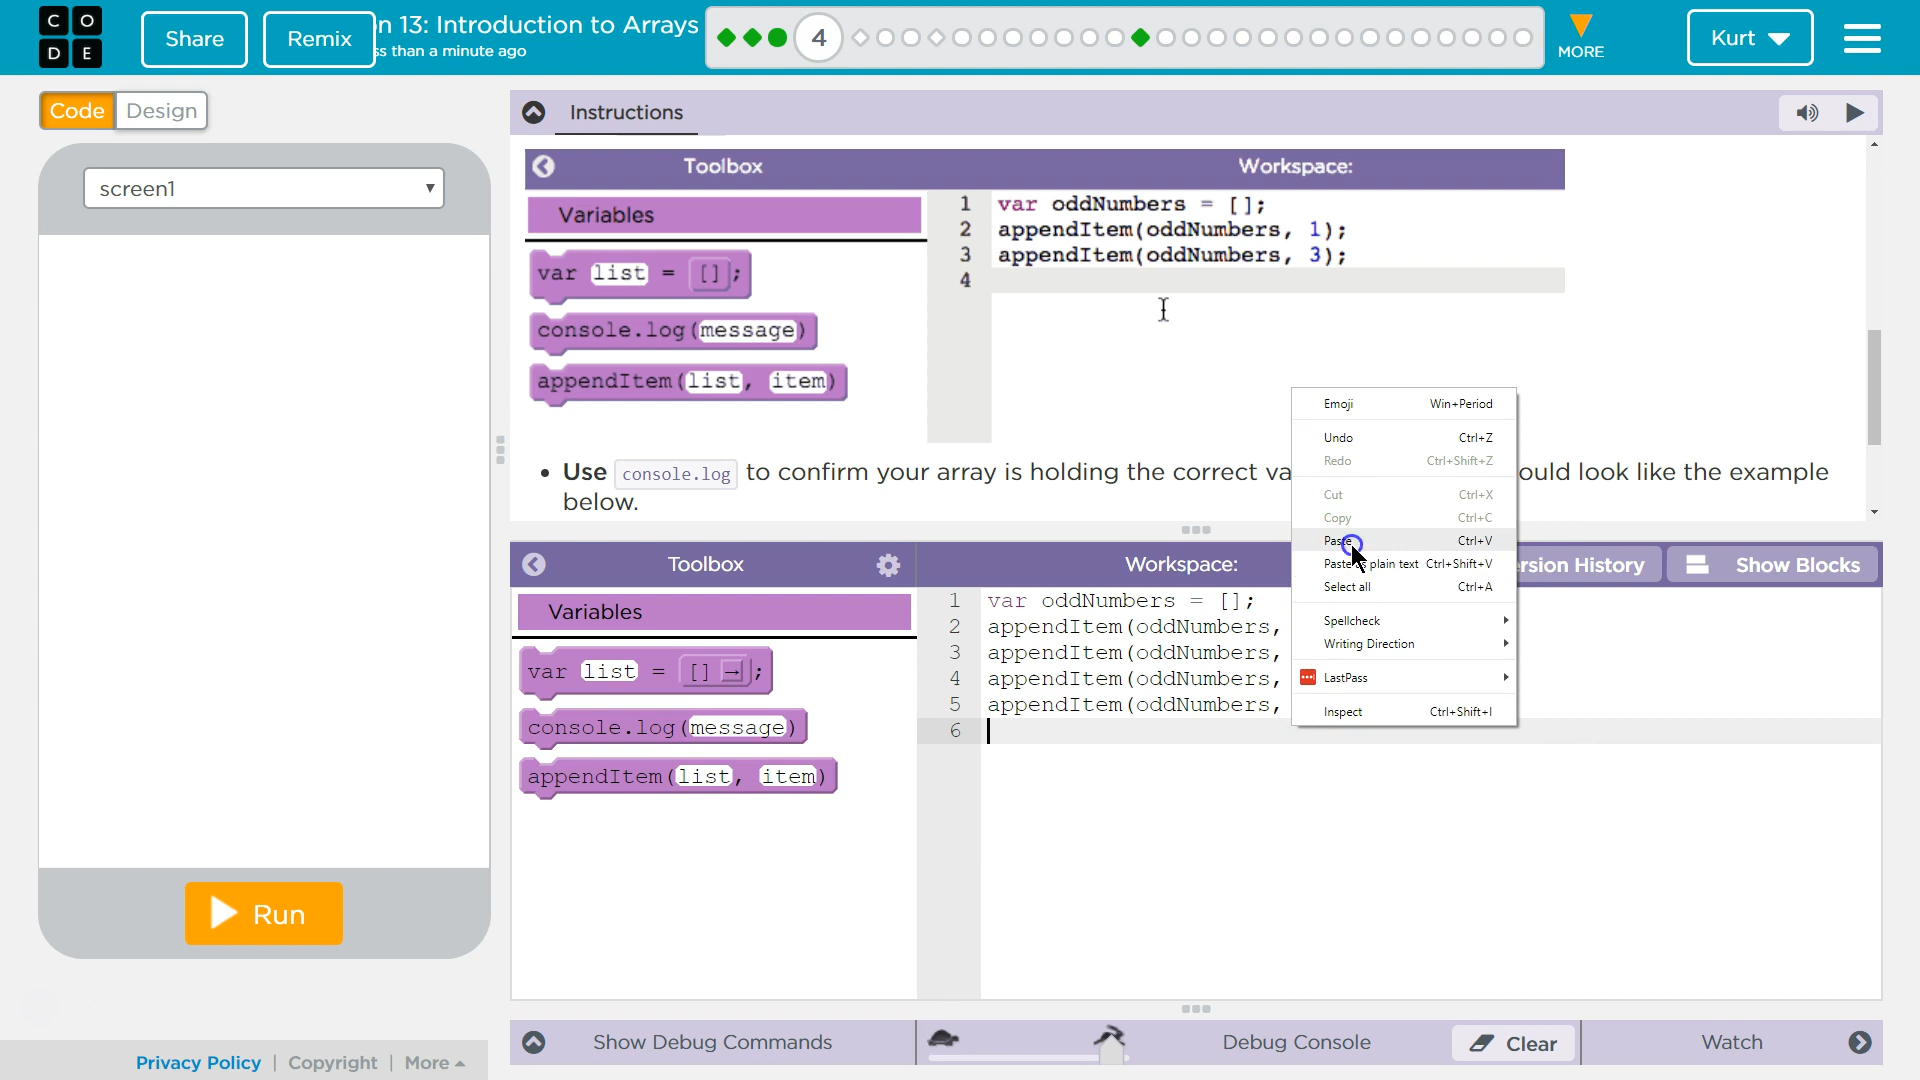 C O
D E
Share
Remix
n 13: Introduction to Arrays
ss than a minute ago
4
MORE
Kurt
Code
Design
screen1
Instructions
Toolbox
Workspace:
Variables
var list = [];
console.log(message)
appendItem(list, item)
1 var oddNumbers = [];
2 appendItem(oddNumbers, 1);
3 appendItem(oddNumbers, 3);
4
• Use console.log to confirm your array is holding the correct va
ould look like the example
below.
Emoji Win+Period
Undo Ctrl+Z
Redo Ctrl+Shift+Z
Cut Ctrl+X
Copy Ctrl+C
Paste Ctrl+V
Paste as plain text Ctrl+Shift+V
Select all Ctrl+A
Spellcheck
Writing Direction
LastPass
Inspect Ctrl+Shift+I
Toolbox
Workspace:
rsion History
Show Blocks
Variables
var list = [];
console.log(message)
appendItem(list, item)
1 var oddNumbers = [];
2 appendItem(oddNumbers,
3 appendItem(oddNumbers,
4 appendItem(oddNumbers,
5 appendItem(oddNumbers,
6
Run
Show Debug Commands
Debug Console
Clear
Watch
Privacy Policy | Copyright | More